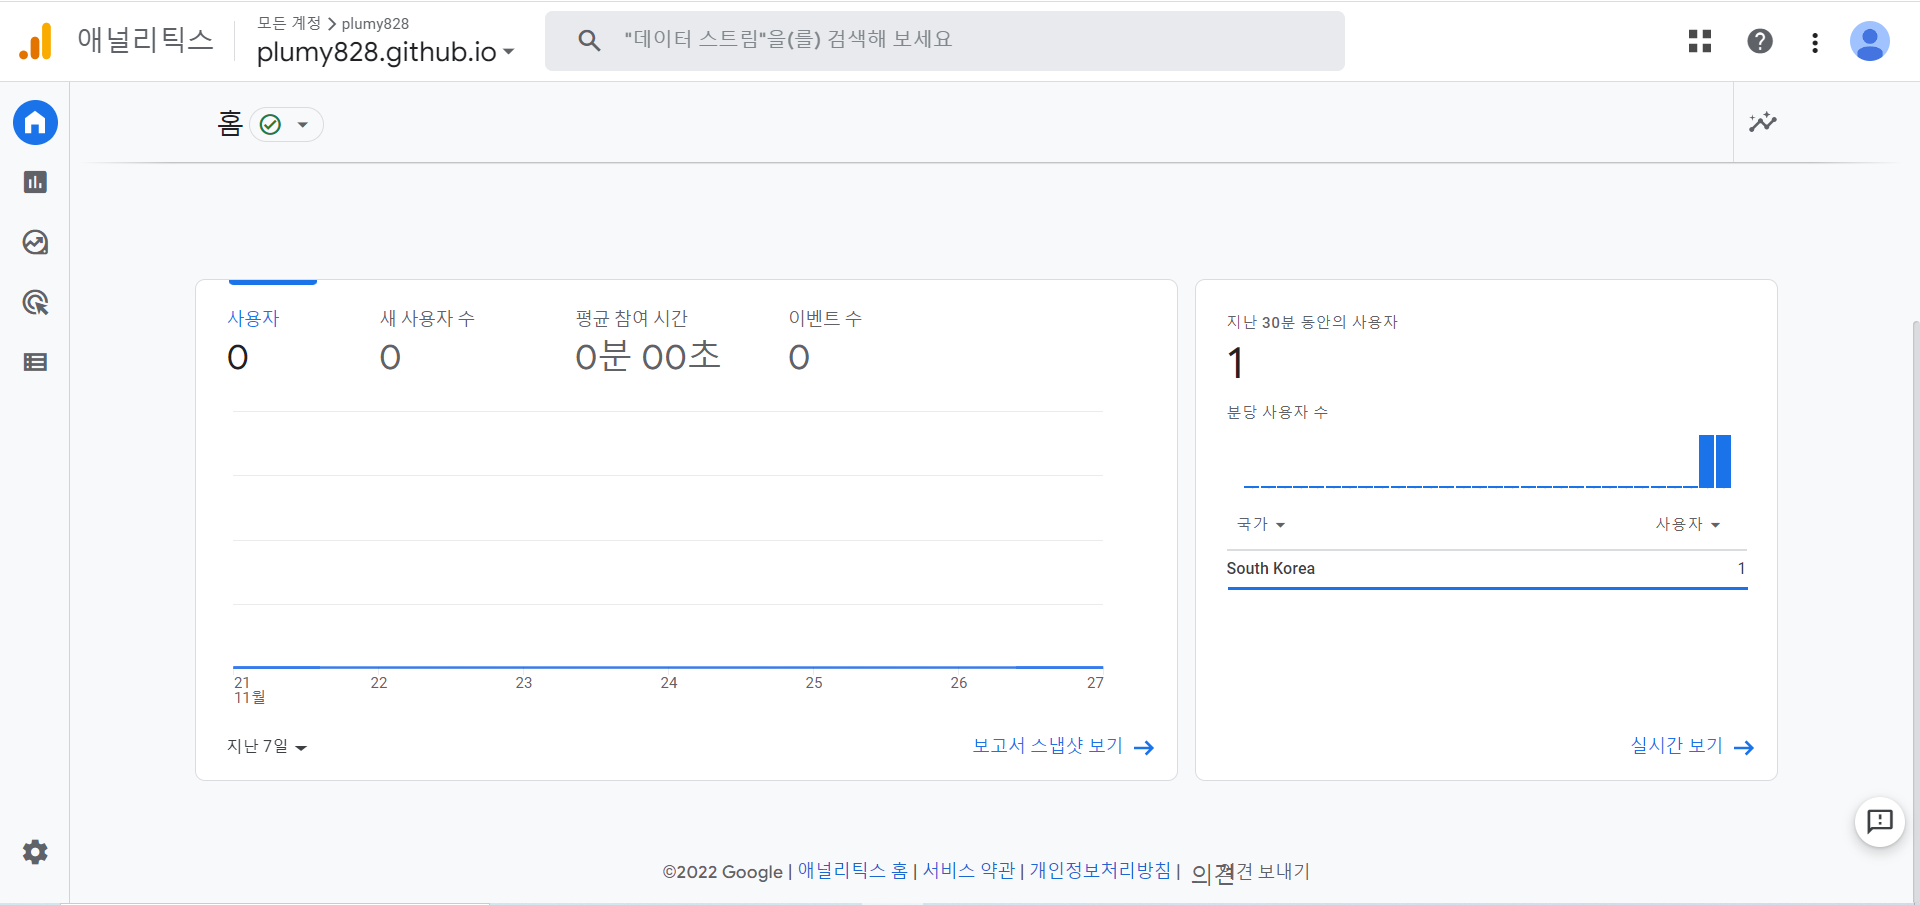 애널리틱스
모든 계정 > plumy828
plumy828.github.io
"데이터 스트림"을(를) 검색해 보세요
홈
사용자
0
새 사용자 수
0
평균 참여 시간
0분 00초
이벤트 수
0
21 22 23 24 25 26 27
11월
지난 7일
보고서 스냅샷 보기
지난 30분 동안의 사용자
1
분당 사용자 수
국가 사용자
South Korea 1
실시간 보기
©2022 Google | 애널리틱스 홈 | 서비스 약관 | 개인정보처리방침 | 의견 의견 보내기